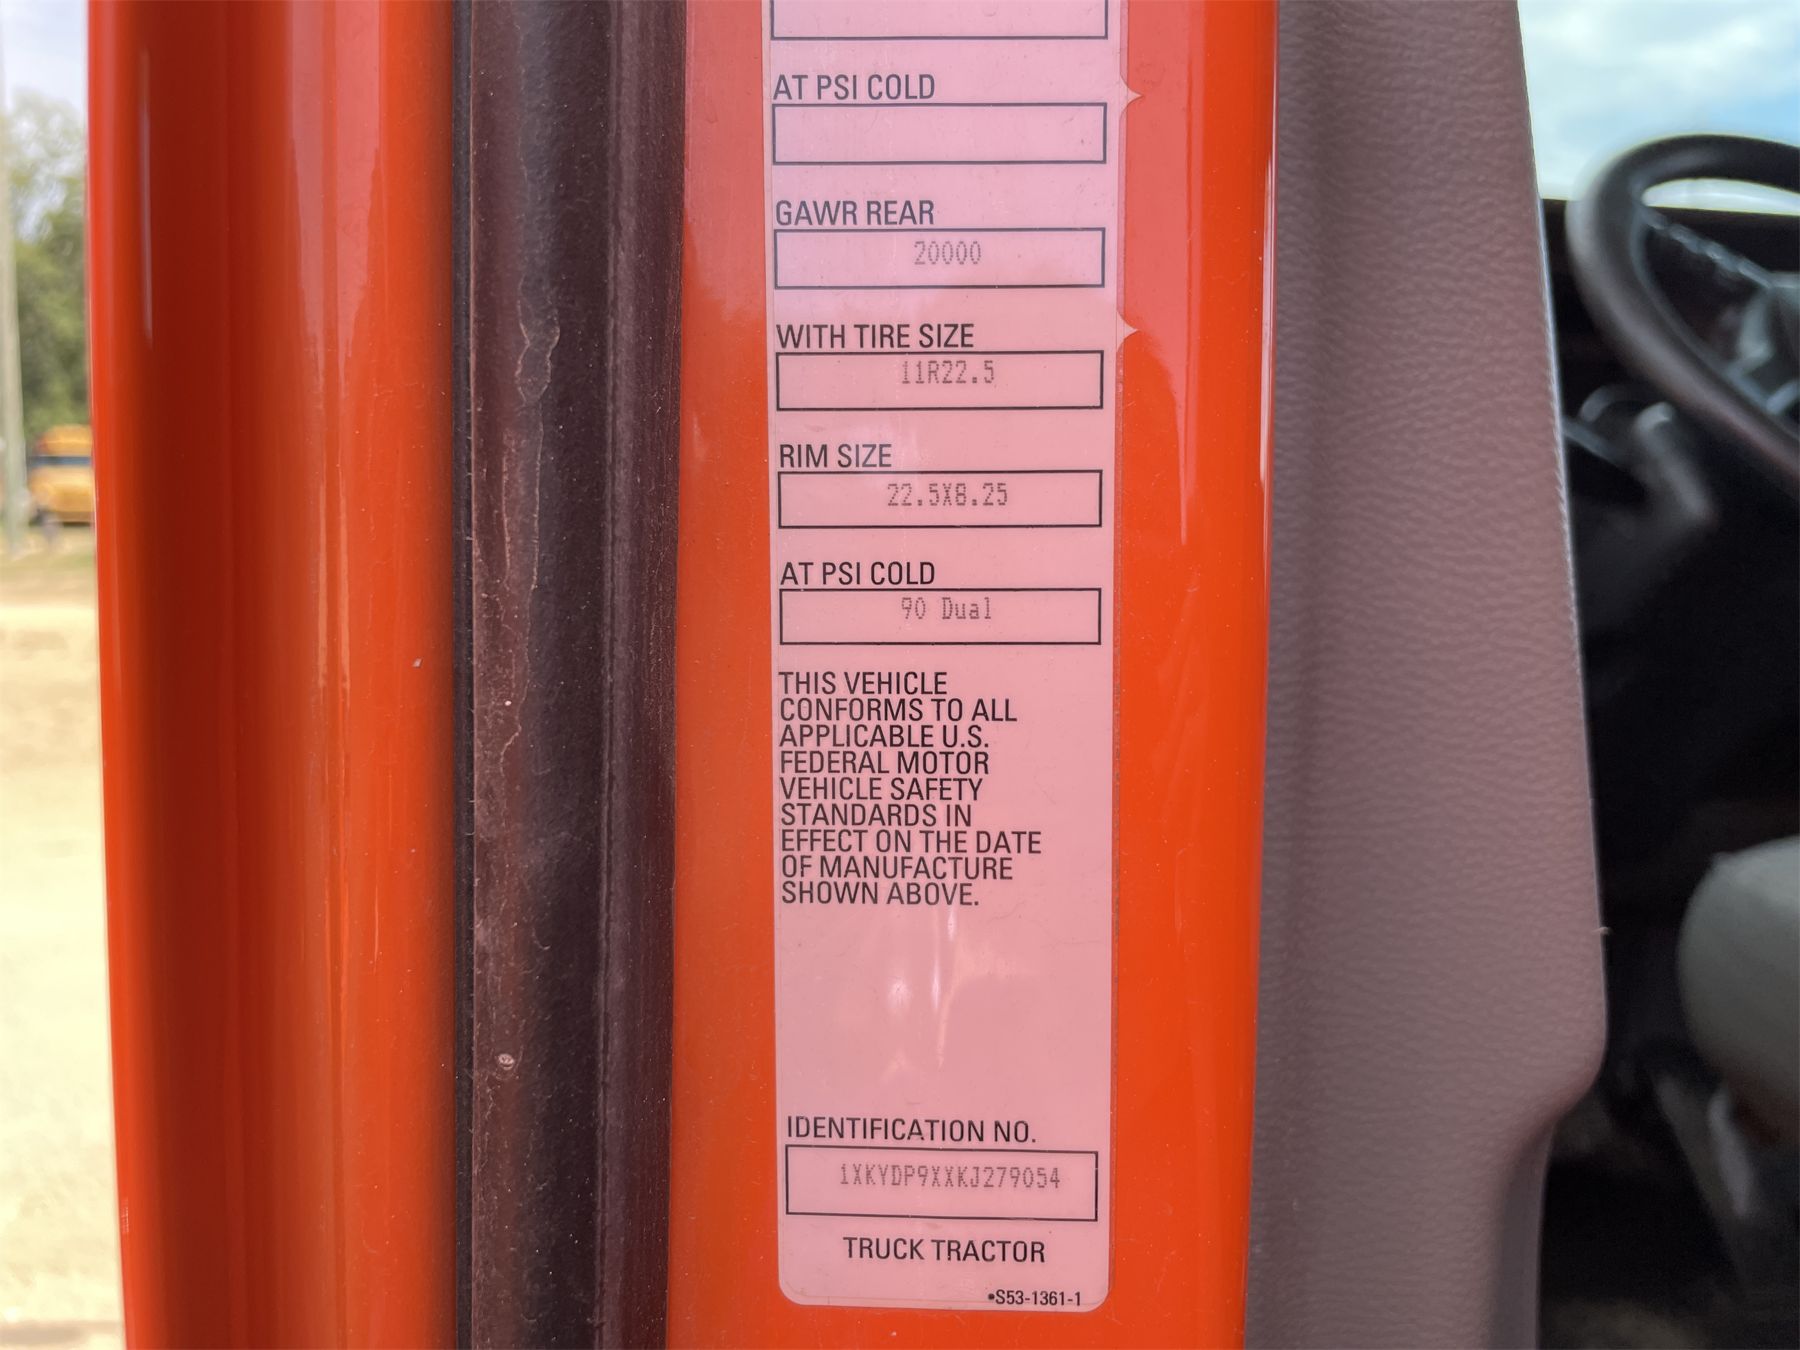 AT PSI COLD
GAWR REAR
20000
WITH TIRE SIZE
11R22.5
RIM SIZE
22.5X8.25
AT PSI COLD
90 Dual
THIS VEHICLE
CONFORMS TO ALL
APPLICABLE U.S.
FEDERAL MOTOR
VEHICLE SAFETY
STANDARDS IN
EFFECT ON THE DATE
OF MANUFACTURE
SHOWN ABOVE.
IDENTIFICATION NO.
1XKYDP9XXKJ279054
TRUCK TRACTOR
•S53-1361-1